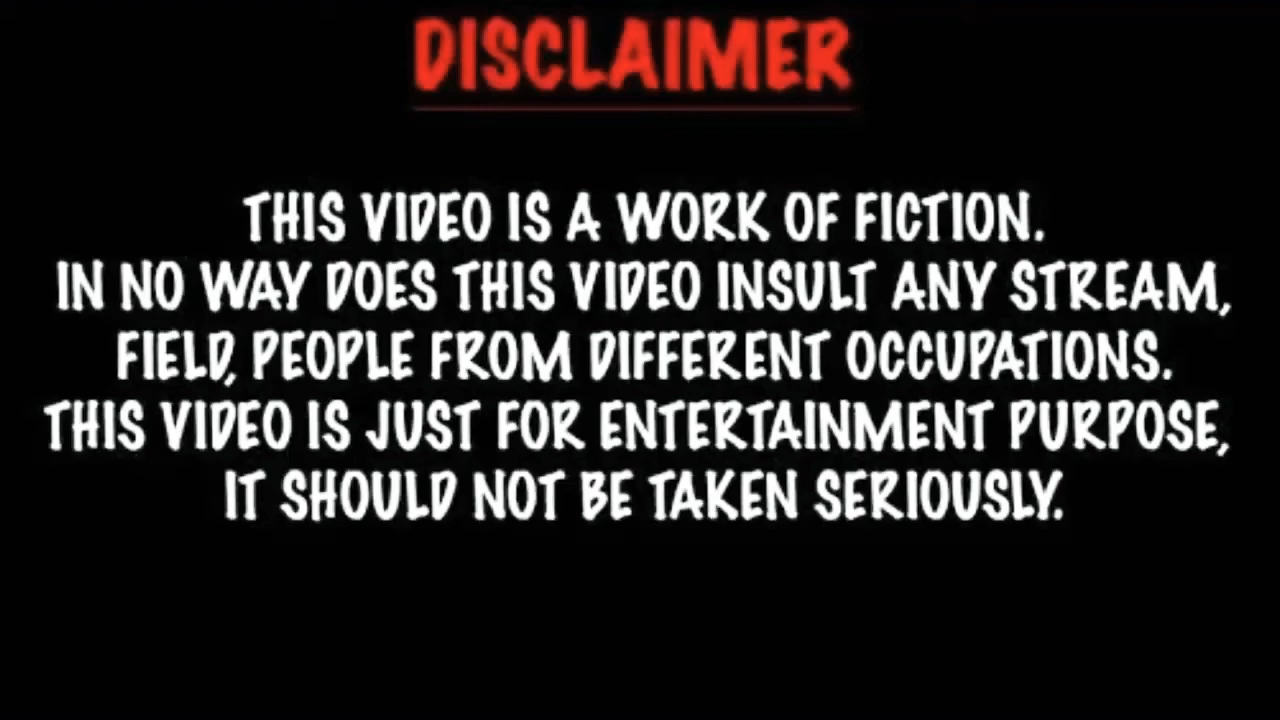 DISCLAIMER
THIS VIDEO IS A WORK OF FICTION.
IN NO WAY DOES THIS VIDEO INSULT ANY STREAM,
FIELD, PEOPLE FROM DIFFERENT OCCUPATIONS.
THIS VIDEO IS JUST FOR ENTERTAINMENT PURPOSE,
IT SHOULD NOT BE TAKEN SERIOUSLY.